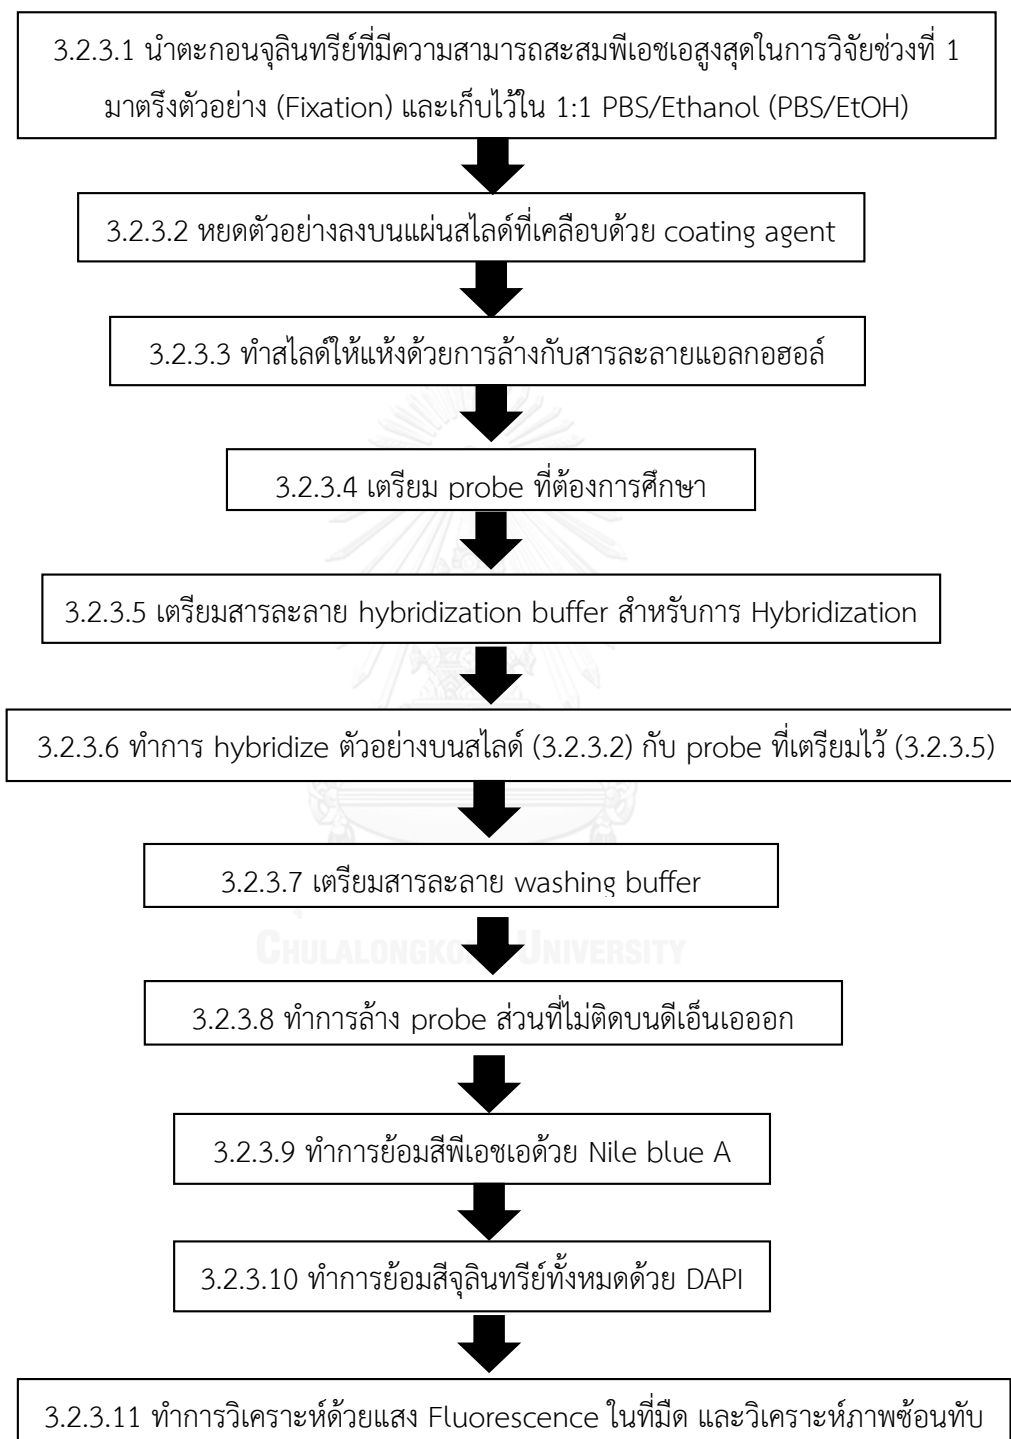 3.2.3.1 นำตะกอนจุลินทรีย์ที่มีความสามารถสะสมพีเอชเอสูงสุดในการวิจัยช่วงที่ 1
มาตรึงตัวอย่าง (Fixation) และเก็บไว้ใน 1:1 PBS/Ethanol (PBS/EtOH)
3.2.3.2 หยดตัวอย่างลงบนแผ่นสไลด์ที่เคลือบด้วย coating agent
3.2.3.3 ทำสไลด์ให้แห้งด้วยการล้างกับสารละลายแอลกอฮอล์
3.2.3.4 เตรียม probe ที่ต้องการศึกษา
3.2.3.5 เตรียมสารละลาย hybridization buffer สำหรับการ Hybridization
3.2.3.6 ทำการ hybridize ตัวอย่างบนสไลด์ (3.2.3.2) กับ probe ที่เตรียมไว้ (3.2.3.5)
3.2.3.7 เตรียมสารละลาย washing buffer
CHULALONGKORN UNIVERSITY
3.2.3.8 ทำการล้าง probe ส่วนที่ไม่ติดบนดีเอ็นเอออก
3.2.3.9 ทำการย้อมสีพีเอชเอด้วย Nile blue A
3.2.3.10 ทำการย้อมสีจุลินทรีย์ทั้งหมดด้วย DAPI
3.2.3.11 ทำการวิเคราะห์ด้วยแสง Fluorescence ในที่มืด และวิเคราะห์ภาพซ้อนทับ